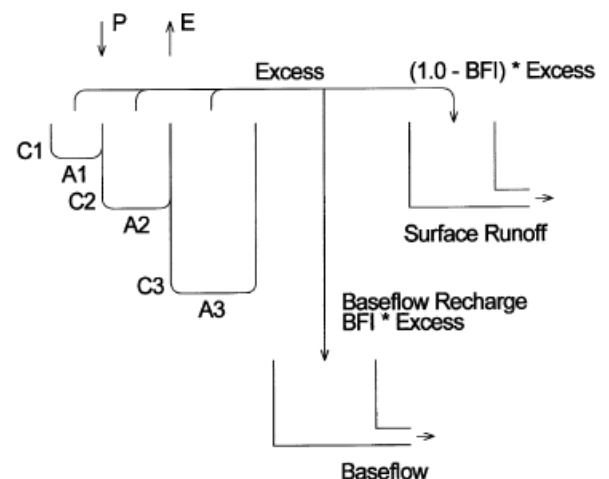 P
E
Excess
(1.0 - BFI) * Excess
C1
A1
C2
A2
C3
A3
Surface Runoff
Baseflow Recharge
BFI * Excess
Baseflow